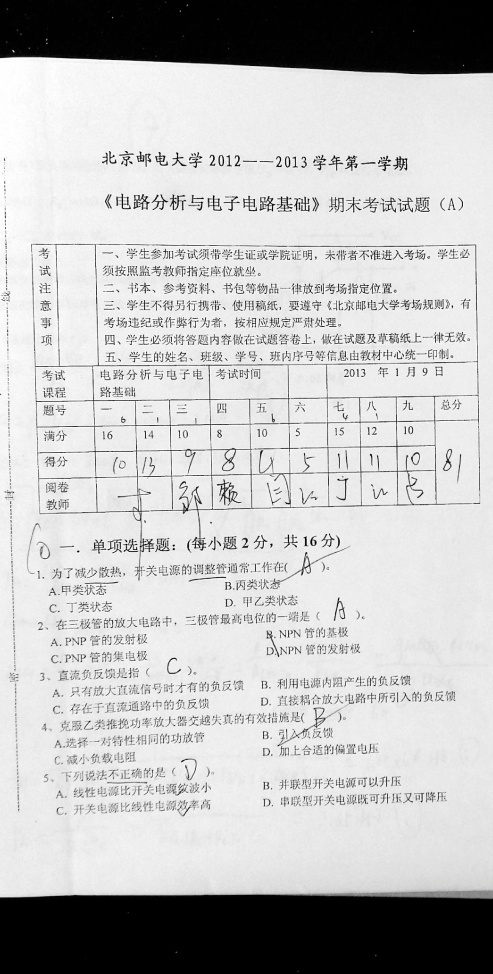 北京邮电大学 2012——2013 学年第一学期
《电路分析与电子电路基础》期末考试试题（A）
考试注意事项
一、学生参加考试须带学生证或学院证明，未带者不准进入考场。学生必
须按照监考教师指定座位就坐。
二、书本、参考资料、书包等物品一律放到考场指定位置。
三、学生不得另行携带、使用稿纸，要遵守《北京邮电大学考场规则》，有
考场违纪或作弊行为者，按相应规定严肃处理。
四、学生必须将答题内容做在试题答卷上，做在试题及草稿纸上一律无效。
五、学生的姓名、班级、学号、班内序号等信息由教材中心统一印制。
考试课程 电路分析与电子电路基础 考试时间 2013 年 1 月 9 日
题号 一 二 三 四 五 六 七 八 九 总分
6 1 1 6 4 1
满分 16 14 10 8 10 5 15 12 10
得分 10 13 9 8 4 5 11 11 10 81
阅卷教师 于 郭 赖 闫 于
一．单项选择题：(每小题 2 分，共 16 分)
1. 为了减少散热，开关电源的调整管通常工作在( A )。
A.甲类状态 B.丙类状态
C. 丁类状态 D. 甲乙类状态
2、在三极管的放大电路中，三极管最高电位的一端是（ A ）。
A. PNP 管的发射极 B. NPN 管的基极
C. PNP 管的集电极 D. NPN 管的发射极
3、直流负反馈是指（ C ）。
A. 只有放大直流信号时才有的负反馈 B. 利用电源内阻产生的负反馈
C. 存在于直流通路中的负反馈 D. 直接耦合放大电路中所引入的负反馈
4、克服乙类推挽功率放大器交越失真的有效措施是( B )。
A.选择一对特性相同的功放管 B. 引入负反馈
C. 减小负载电阻 D. 加上合适的偏置电压
5、下列说法不正确的是（ D ）。
A. 线性电源比开关电源纹波小 B. 并联型开关电源可以升压
C. 开关电源比线性电源效率高 D. 串联型开关电源既可升压又可降压